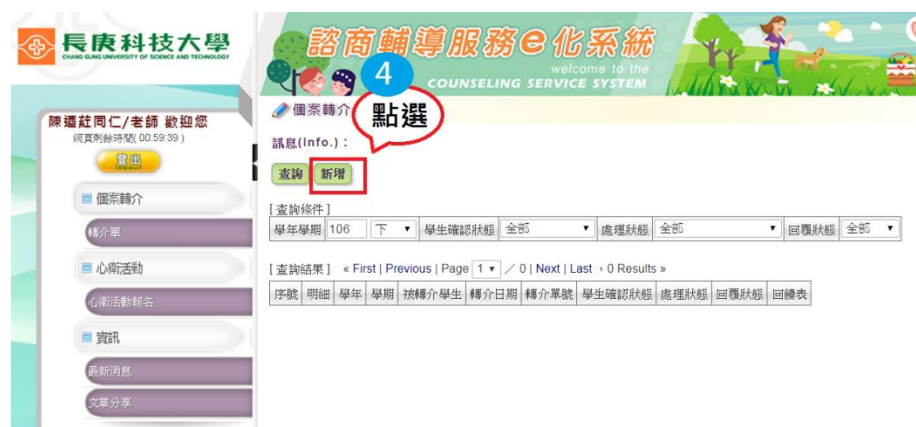 長庚科技大學
CHANG GUNG UNIVERSITY OF SCIENCE AND TECHNOLOGY
諮商輔導服務e化系統
welcome to the
COUNSELING SERVICE SYSTEM
陳迺葒同仁/老師 歡迎您
網頁剩餘時間( 00:59:39 )
登出
個案轉介
轉介單
心衛活動
心衛活動報名
資訊
最新消息
文章分享
個案轉介
4
點選
訊息(Info.)：
查詢 新增
[ 查詢條件 ]
學年學期 106 下 學生確認狀態 全部 處理狀態 全部 回覆狀態 全部
[ 查詢結果 ] « First | Previous | Page 1 ／ 0 | Next | Last , 0 Results »
序號 明細 學年 學期 被轉介學生 轉介日期 轉介單號 學生確認狀態 處理狀態 回覆狀態 回饋表